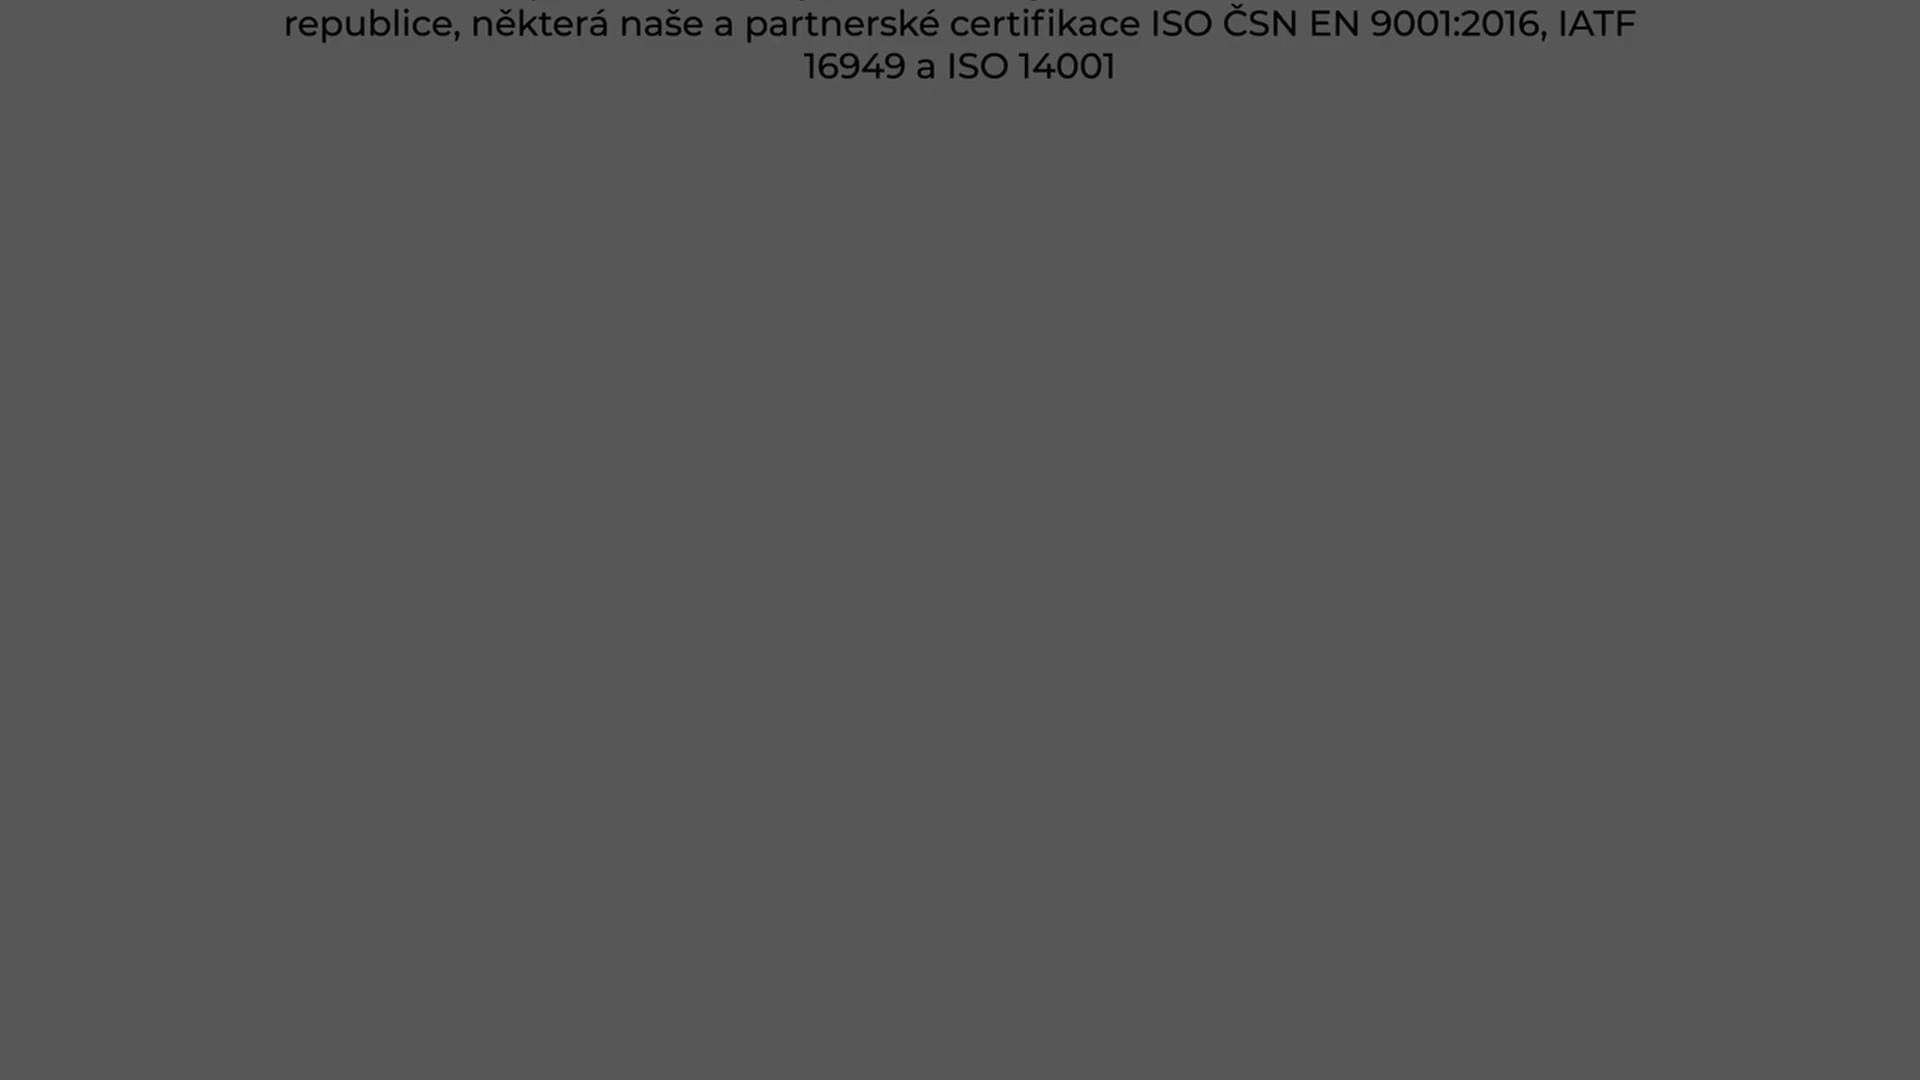 republice, některá naše a partnerské certifikace ISO ČSN EN 9001:2016, IATF
16949 a ISO 14001